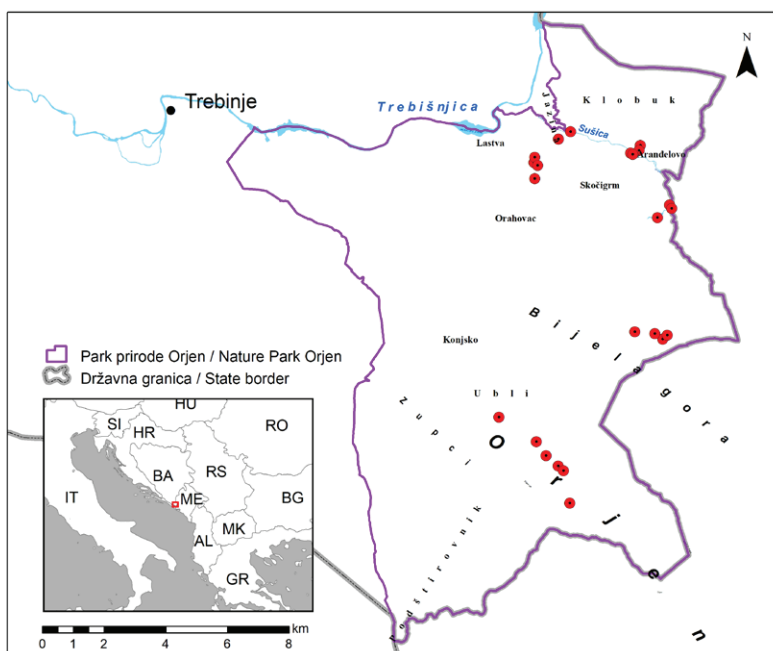 N
Trebinje
Trebišnjica
Jazina
Klobuk
Sušica
Lastva
Aranđelovo
Skočigrm
Orahovac
Bijela gora
Konjsko
Park prirode Orjen / Nature Park Orjen
Državna granica / State border
Ubli
Zupci
Orjen
Podštirovnik
HU
SI
HR
RO
BA
RS
IT
ME
BG
AL
MK
GR
km
0 1 2 4 6 8